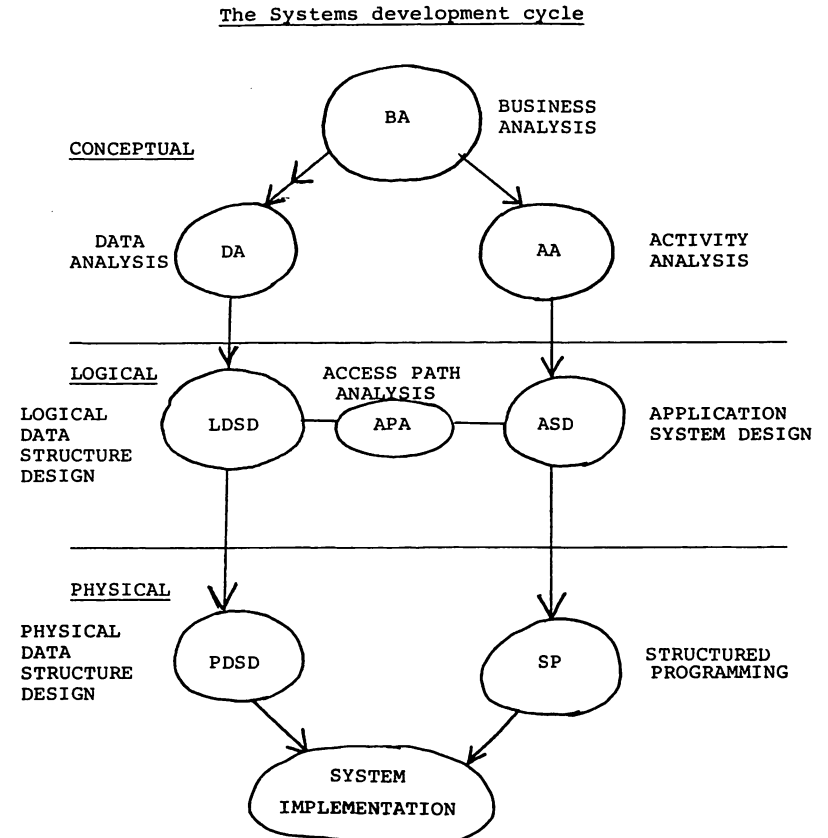 The Systems development cycle
BA
BUSINESS
ANALYSIS
CONCEPTUAL
DATA
ANALYSIS
DA
AA
ACTIVITY
ANALYSIS
LOGICAL
ACCESS PATH
ANALYSIS
LOGICAL
DATA
STRUCTURE
DESIGN
LDSD
APA
ASD
APPLICATION
SYSTEM DESIGN
PHYSICAL
PHYSICAL
DATA
STRUCTURE
DESIGN
PDSD
SP
STRUCTURED
PROGRAMMING
SYSTEM
IMPLEMENTATION